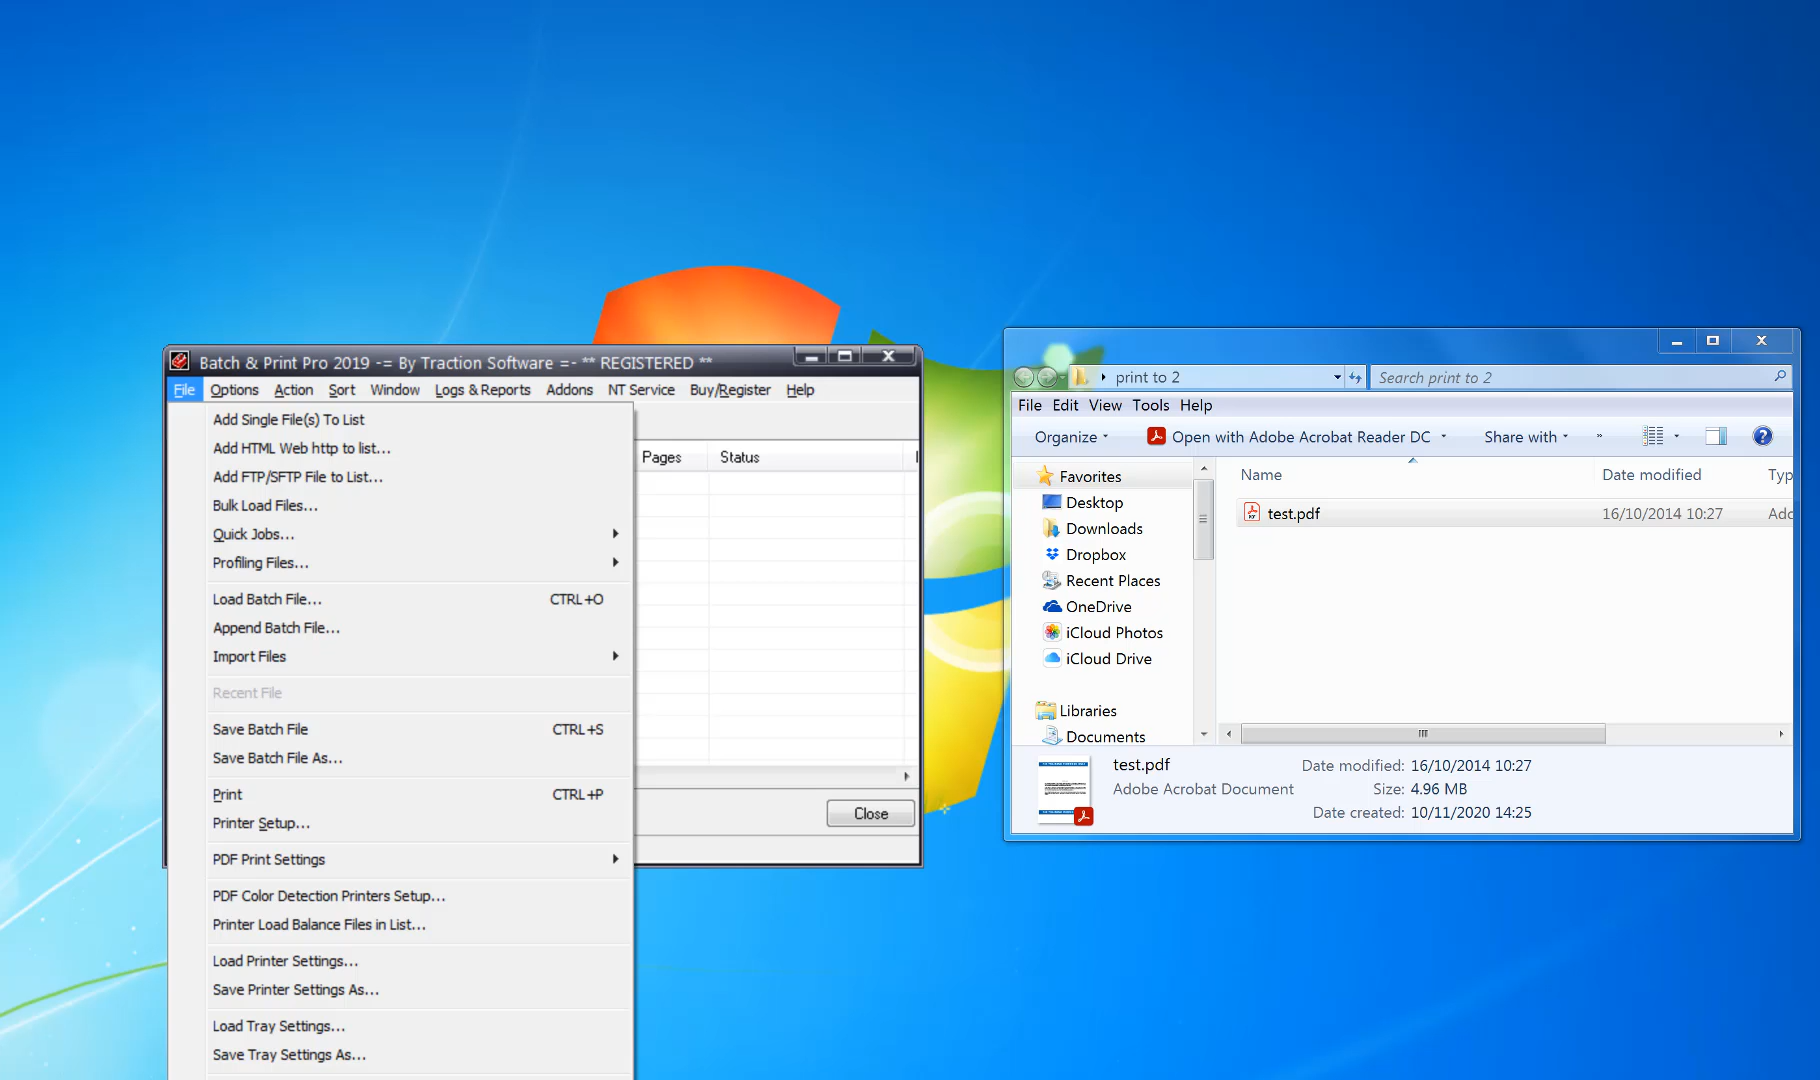 Batch & Print Pro 2019 -= By Traction Software =- ** REGISTERED **
File Options Action Sort Window Logs & Reports Addons NT Service Buy/Register Help
Add Single File(s) To List
Add HTML Web http to list...
Add FTP/SFTP File to List...
Bulk Load Files...
Quick Jobs...
Profiling Files...
Load Batch File... CTRL+O
Append Batch File...
Import Files
Recent File
Save Batch File CTRL+S
Save Batch File As...
Print CTRL+P
Printer Setup...
PDF Print Settings
PDF Color Detection Printers Setup...
Printer Load Balance Files in List...
Load Printer Settings...
Save Printer Settings As...
Load Tray Settings...
Save Tray Settings As...
Pages Status
Close
print to 2 Search print to 2
File Edit View Tools Help
Organize Open with Adobe Acrobat Reader DC Share with »
Name Date modified Typ
test.pdf 16/10/2014 10:27 Ado
Favorites
Desktop
Downloads
Dropbox
Recent Places
OneDrive
iCloud Photos
iCloud Drive
Libraries
Documents
test.pdf Date modified: 16/10/2014 10:27
Adobe Acrobat Document Size: 4.96 MB
Date created: 10/11/2020 14:25